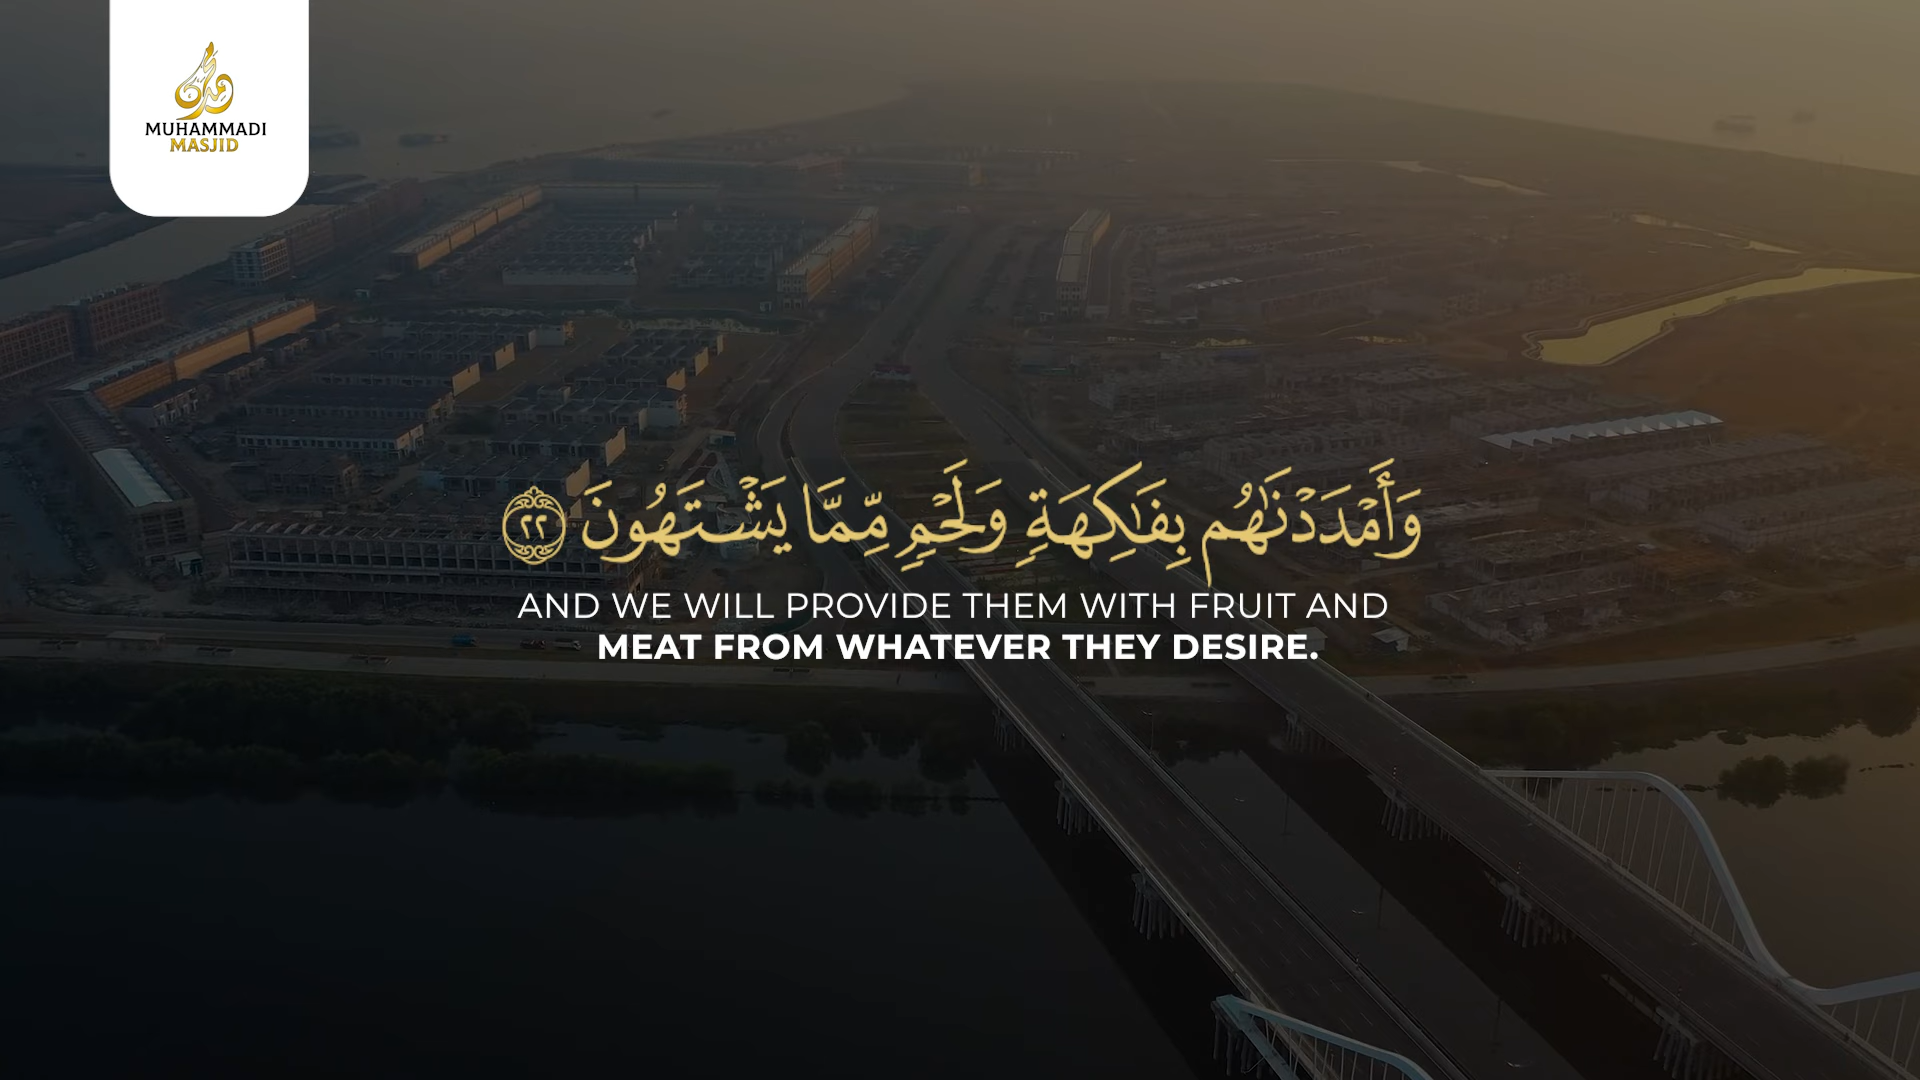 MUHAMMADI
MASJID
وَأَمْدَدْنَٰهُم بِفَٰكِهَةٍ وَلَحْمٍ مِّمَّا يَشْتَهُونَ ٢٢
AND WE WILL PROVIDE THEM WITH FRUIT AND
MEAT FROM WHATEVER THEY DESIRE.